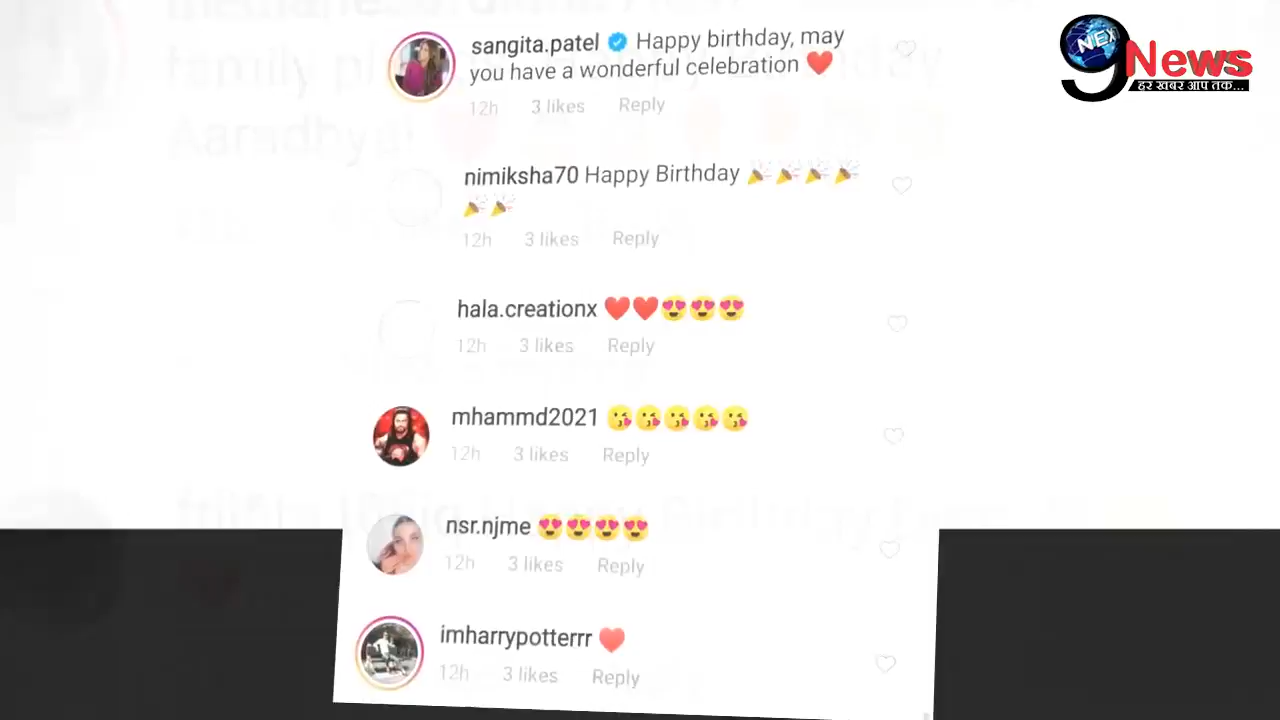 sangita.patel Happy birthday, may
you have a wonderful celebration ❤️
12h 3 likes Reply
nimiksha70 Happy Birthday 🎉🎉🎉🎉
🎉🎉
12h 3 likes Reply
hala.creationx ❤️❤️😍😍😍
12h 3 likes Reply
mhammd2021 😘😘😘😘😘
12h 3 likes Reply
nsr.njme 😍😍😍😍
12h 3 likes Reply
imharrypotterrr ❤️
12h 3 likes Reply
NEX
9News
हर खबर आप तक...
family
Aaradhya!